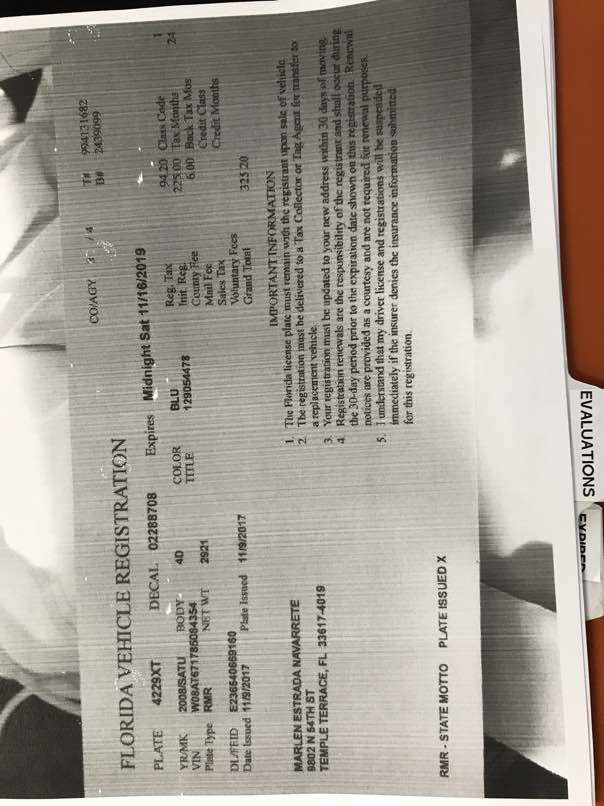 FLORIDA VEHICLE REGISTRATION
CO/AGY 3 / 4 T# 994131682
B# 2439099
PLATE 4229XT DECAL 02288708 Expires Midnight Sat 11/16/2019
YR/MK 2008/SATU BODY 4D COLOR BLU Reg. Tax 94.20 Class Code 1
VIN W08AT671785084354 TITLE 129054478 Init. Reg. 225.00 Tax Months 24
Plate Type RMR NET WT 2921 County Fee 6.00 Back Tax Mos
Mail Fee Credit Class
Sales Tax Credit Months
DL/FEID E236540669160 Voluntary Fees
Date Issued 11/9/2017 Plate Issued 11/9/2017 Grand Total 325.20
IMPORTANT INFORMATION
1. The Florida license plate must remain with the registrant upon sale of vehicle.
2. The registration must be delivered to a Tax Collector or Tag Agent for transfer to
a replacement vehicle.
3. Your registration must be updated to your new address within 30 days of moving.
4. Registration renewals are the responsibility of the registrant and shall occur during
the 30-day period prior to the expiration date shown on this registration. Renewal
notices are provided as a courtesy and are not required for renewal purposes.
5. I understand that my driver license and registrations will be suspended
immediately if the insurer denies the insurance information submitted
for this registration.
MARLEN ESTRADA NAVARRETE
8802 N 54TH ST
TEMPLE TERRACE, FL 33617-4019
RMR - STATE MOTTO PLATE ISSUED X
EVALUATIONS